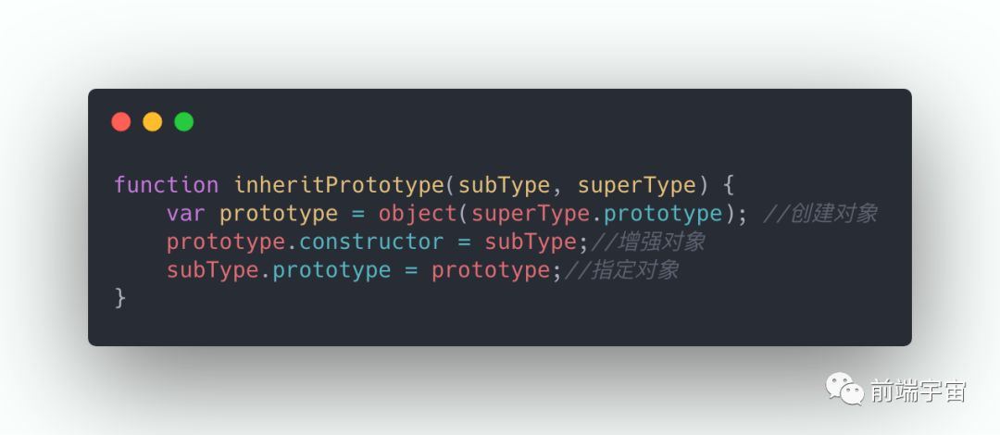 function inheritPrototype(subType, superType) {
    var prototype = object(superType.prototype); //创建对象
    prototype.constructor = subType;//增强对象
    subType.prototype = prototype;//指定对象
}
前端宇宙